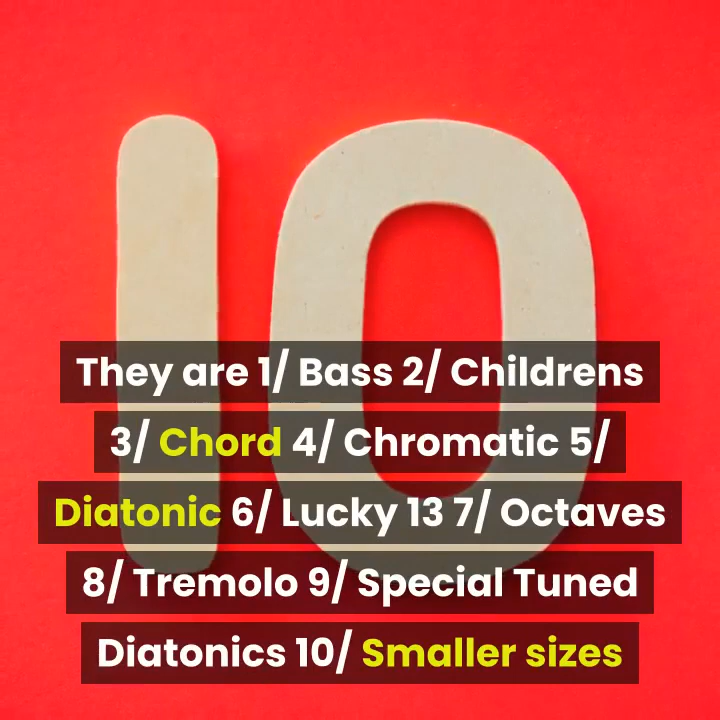 10
They are 1/ Bass 2/ Childrens
3/ Chord 4/ Chromatic 5/
Diatonic 6/ Lucky 13 7/ Octaves
8/ Tremolo 9/ Special Tuned
Diatonics 10/ Smaller sizes